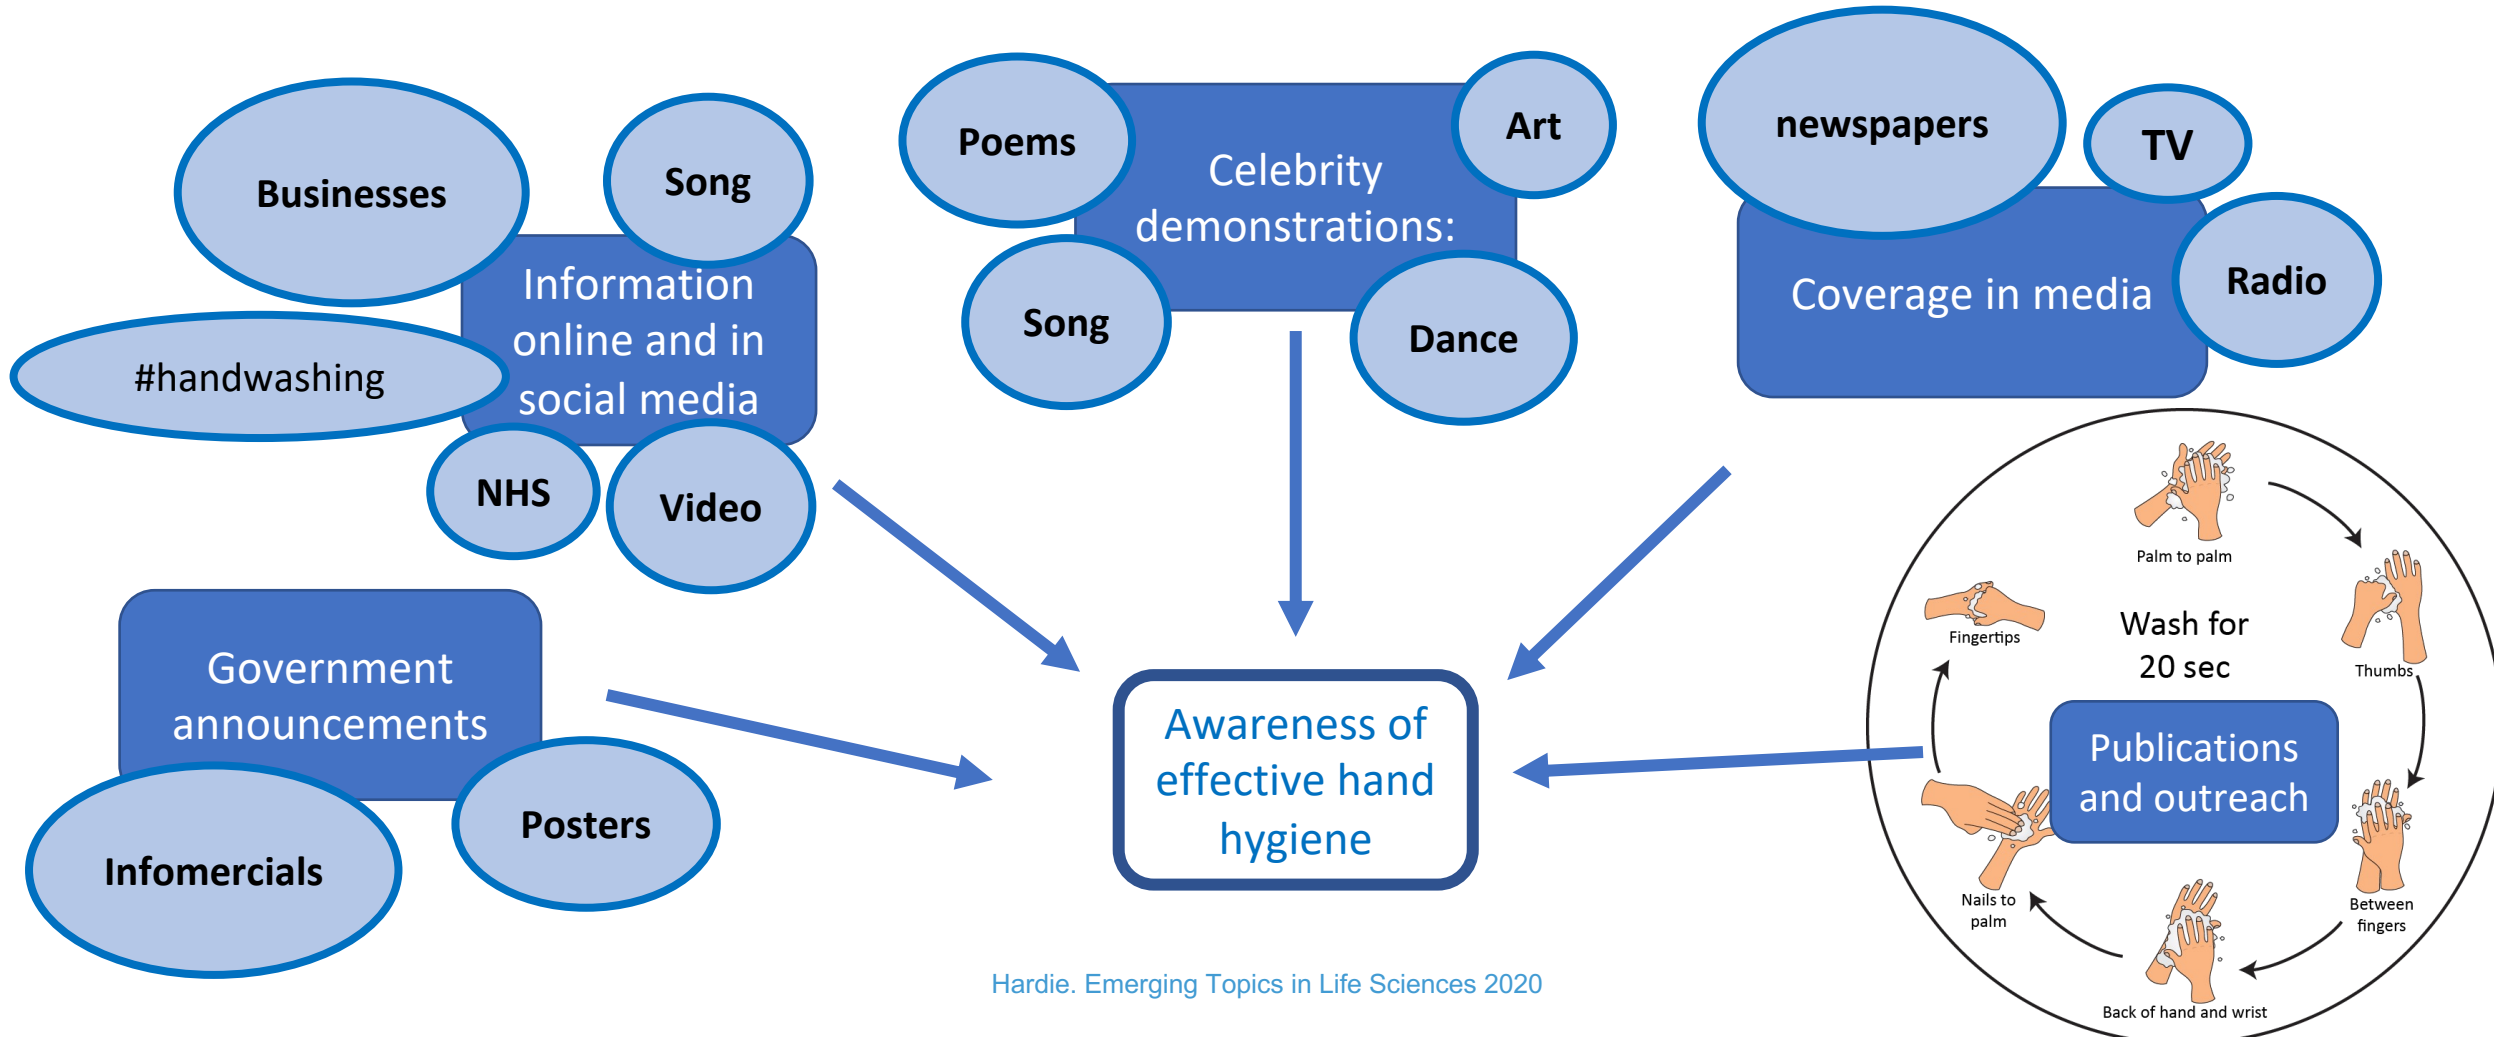 Businesses
Song
Information
online and in
social media
#handwashing
NHS
Video
Poems
Art
Celebrity
demonstrations:
Song
Dance
newspapers
TV
Coverage in media
Radio
Government
announcements
Infomercials
Posters
Awareness of
effective hand
hygiene
Palm to palm
Thumbs
Between
fingers
Back of hand and wrist
Nails to
palm
Fingertips
Wash for
20 sec
Publications
and outreach
Hardie. Emerging Topics in Life Sciences 2020